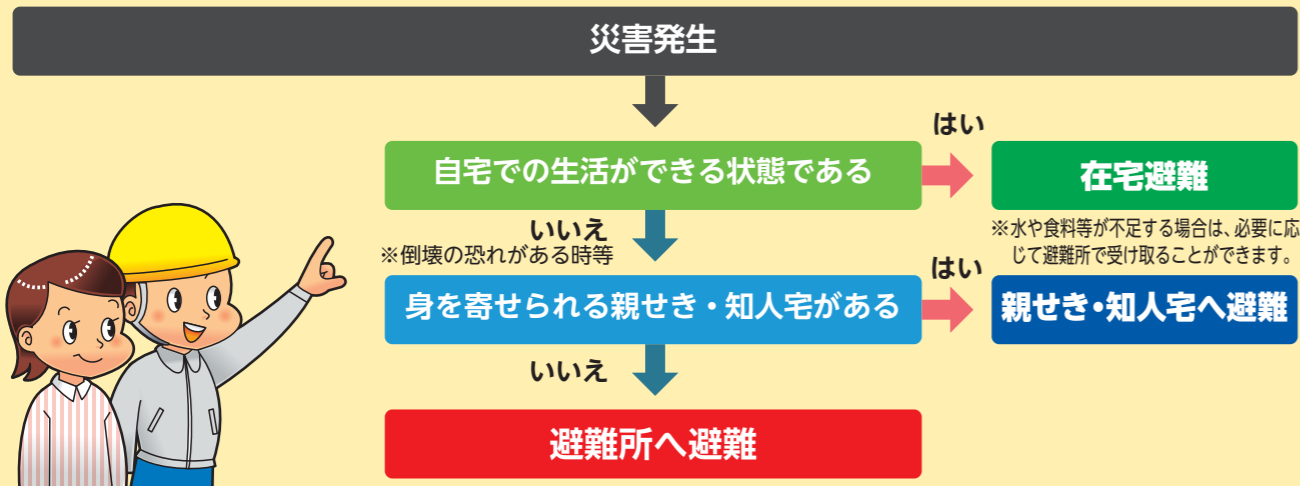 災害発生
はい
自宅での生活ができる状態である
在宅避難
いいえ
※倒壊の恐れがある時等
※水や食料等が不足する場合は、必要に応
じて避難所で受け取ることができます。
はい
身を寄せられる親せき・知人宅がある
親せき・知人宅へ避難
いいえ
避難所へ避難